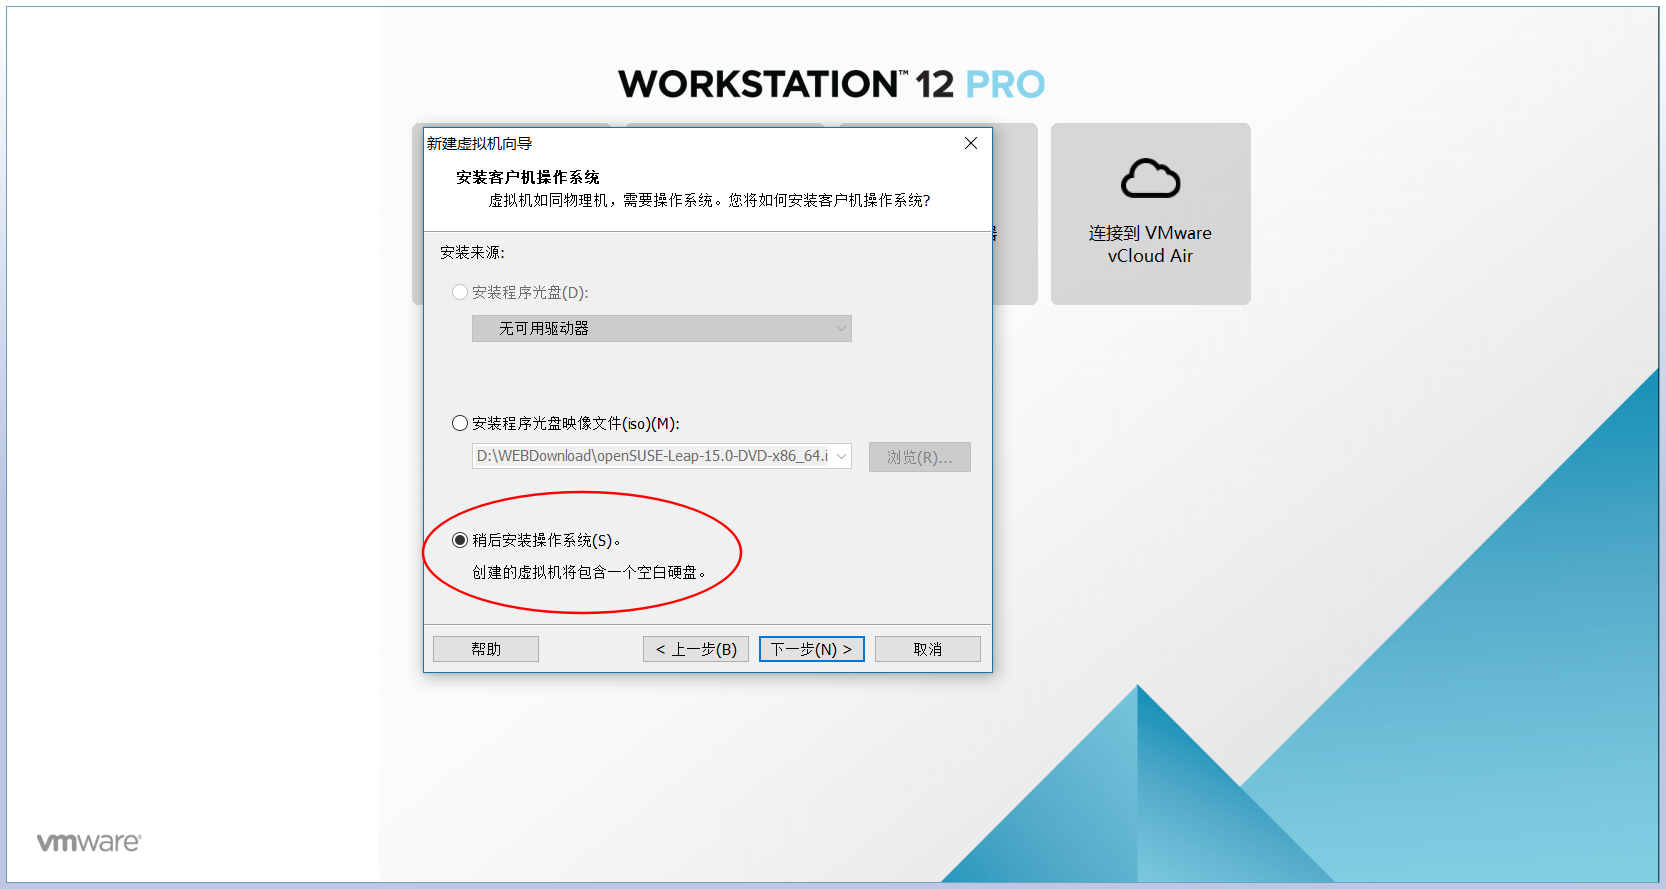 WORKSTATION™ 12 PRO
新建虚拟机向导
安装客户机操作系统
虚拟机如同物理机，需要操作系统。您将如何安装客户机操作系统?
器
连接到 VMware
vCloud Air
安装来源:
安装程序光盘(D):
无可用驱动器
安装程序光盘映像文件(iso)(M):
D:\WEBDownload\openSUSE-Leap-15.0-DVD-x86_64.i
浏览(R)...
稍后安装操作系统(S)。
创建的虚拟机将包含一个空白硬盘。
帮助
< 上一步(B)
下一步(N) >
取消
vmware